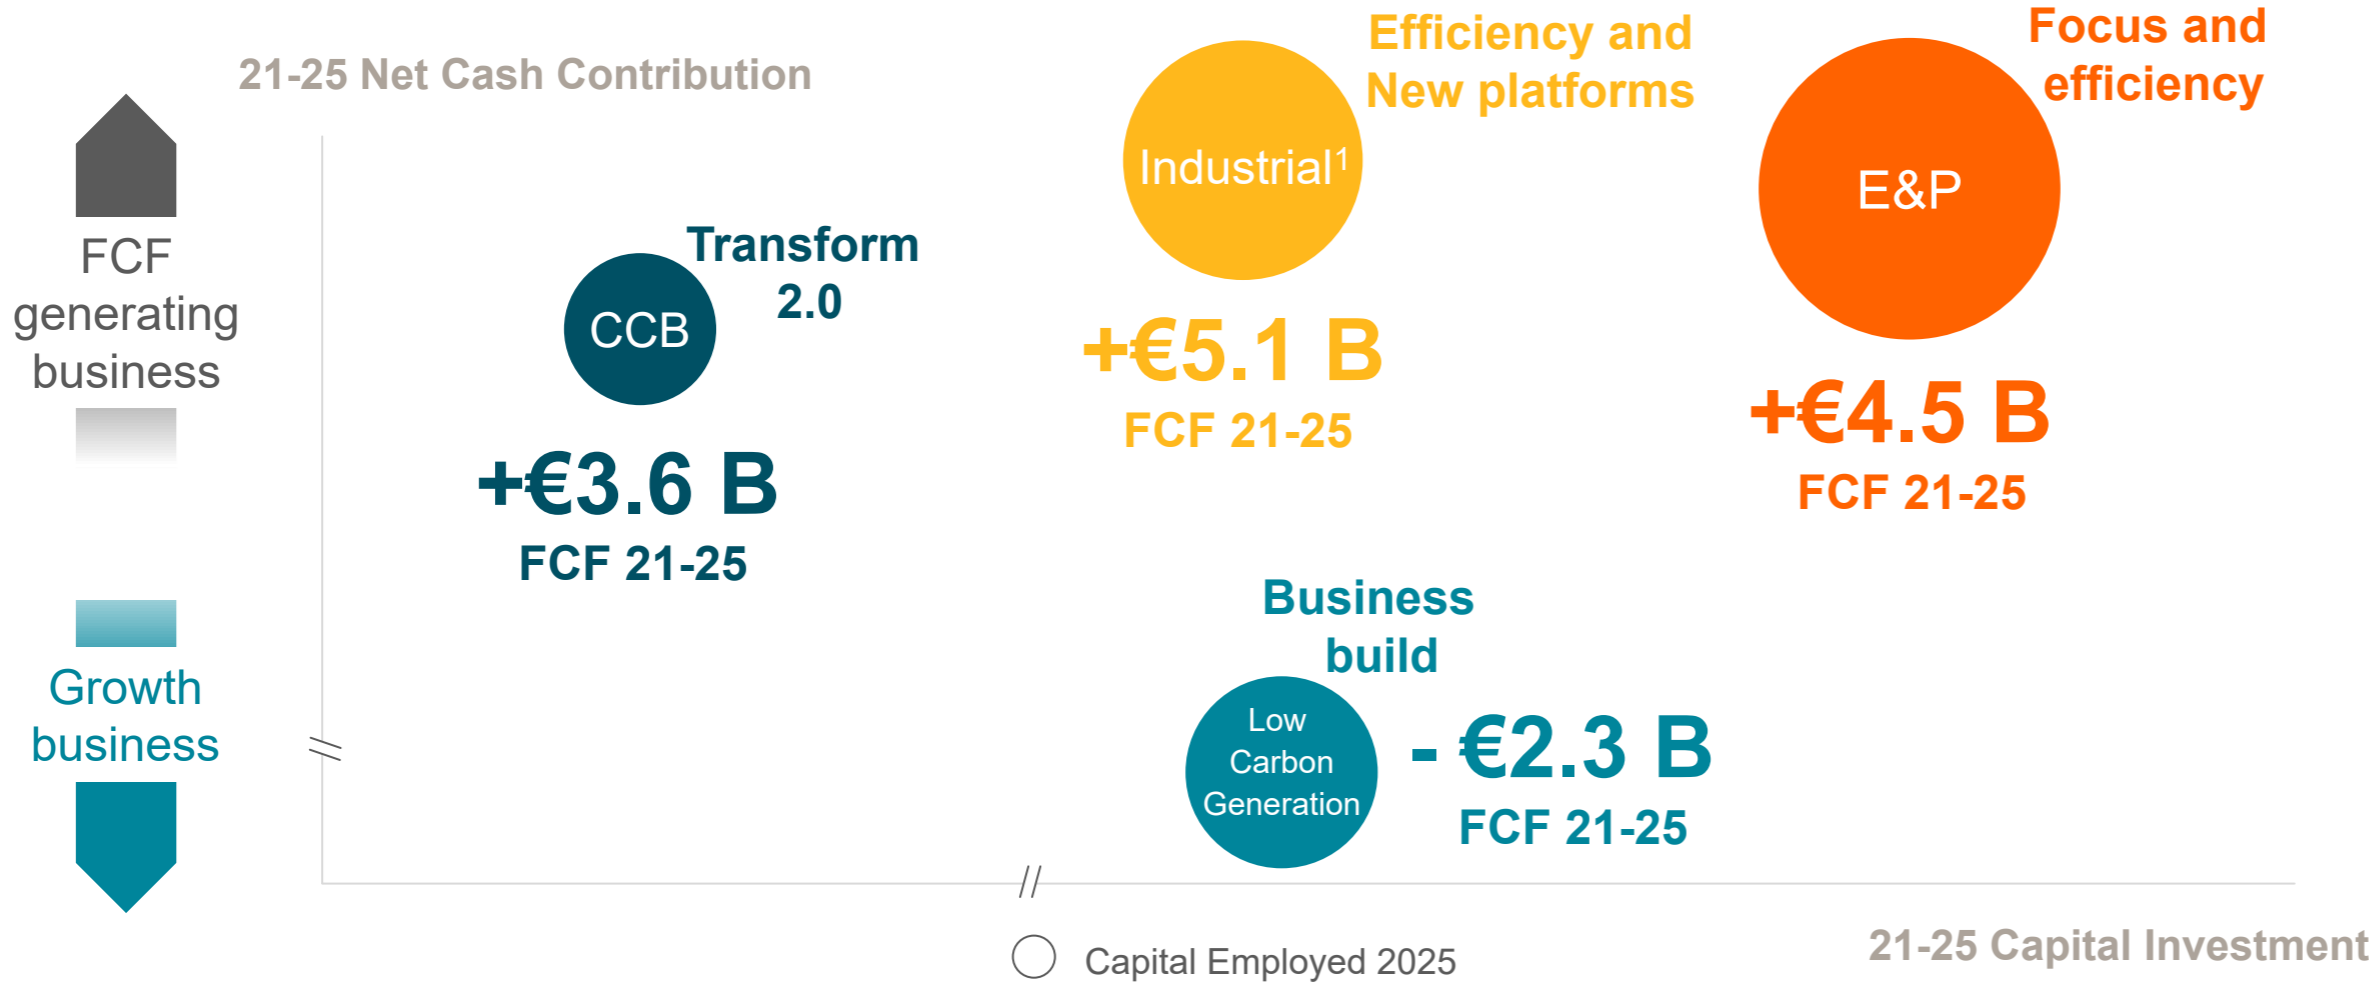 21-25 Net Cash Contribution
FCF
generating
business
Growth
business
CCB
Transform
2.0
+€3.6 B
FCF 21-25
Industrial¹
Efficiency and
New platforms
+€5.1 B
FCF 21-25
E&P
Focus and
efficiency
+€4.5 B
FCF 21-25
Business
build
Low
Carbon
Generation
- €2.3 B
FCF 21-25
Capital Employed 2025
21-25 Capital Investment